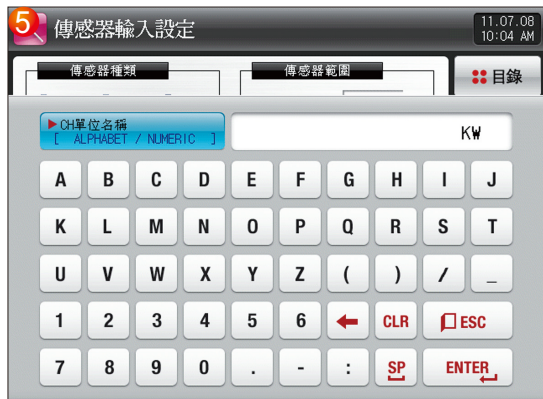 5
傳感器輸入設定
11.07.08
10:04 AM
傳感器種類
傳感器範圍
目錄
▶CH單位名稱
[ ALPHABET / NUMERIC ]
KW
A B C D E F G H I J
K L M N O P Q R S T
U V W X Y Z ( ) / _
1 2 3 4 5 6 ← CLR ESC
7 8 9 0 . - : SP ENTER